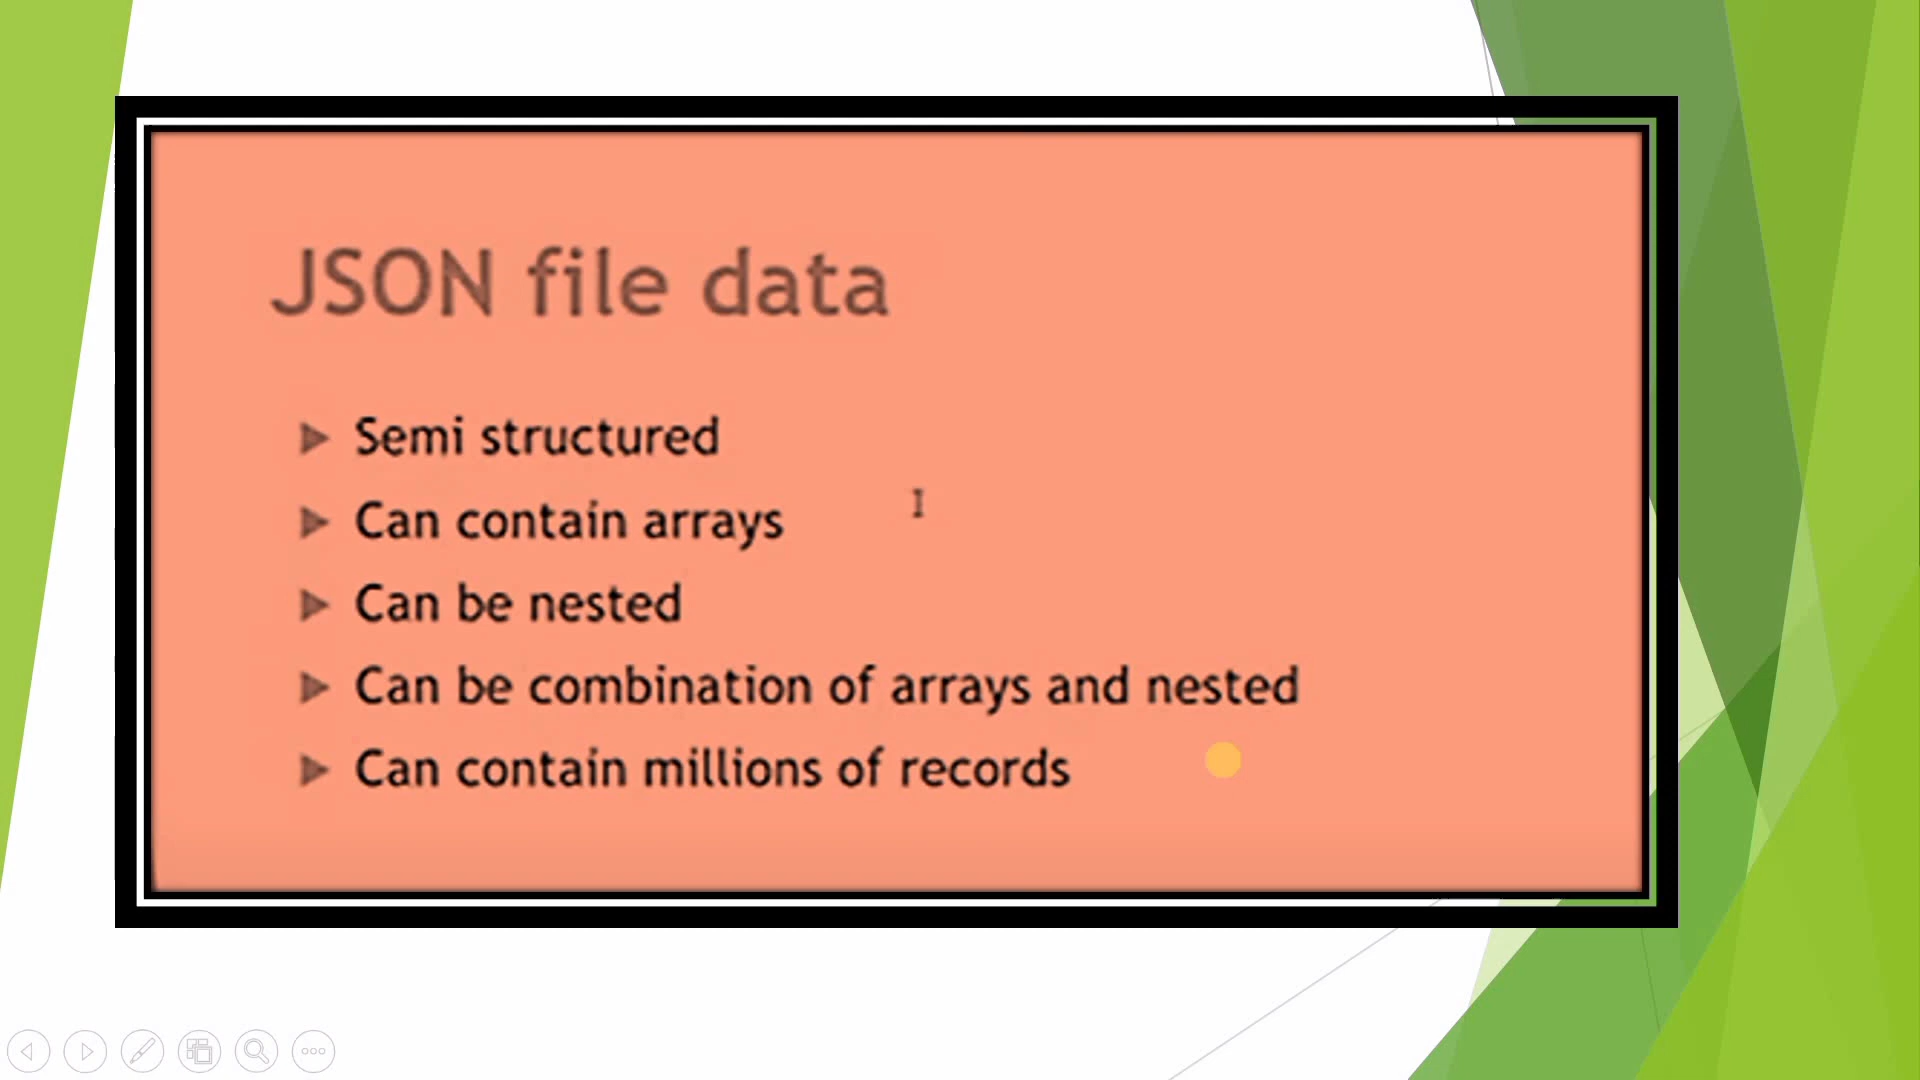 JSON file data
Semi structured
Can contain arrays
Can be nested
Can be combination of arrays and nested
Can contain millions of records